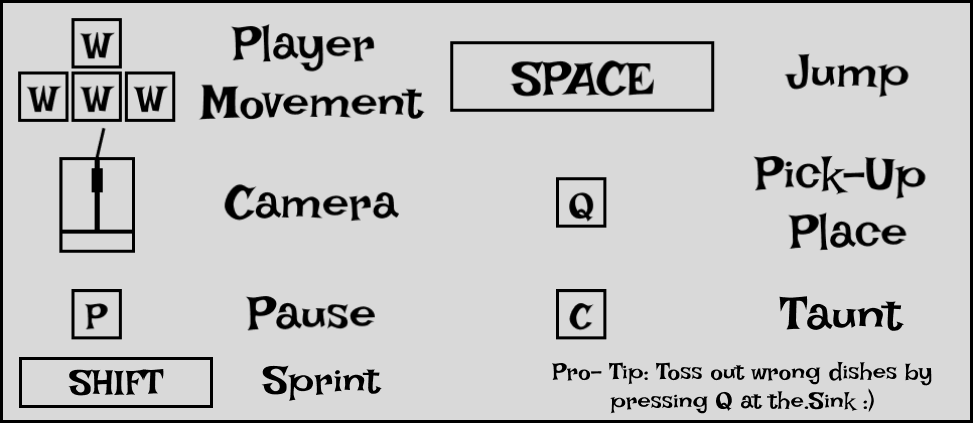 W
W W W
Player
Movement
SPACE
Jump
Camera
Q
Pick-Up
Place
P
Pause
C
Taunt
SHIFT
Sprint
Pro- Tip: Toss out wrong dishes by
pressing Q at the.Sink :)